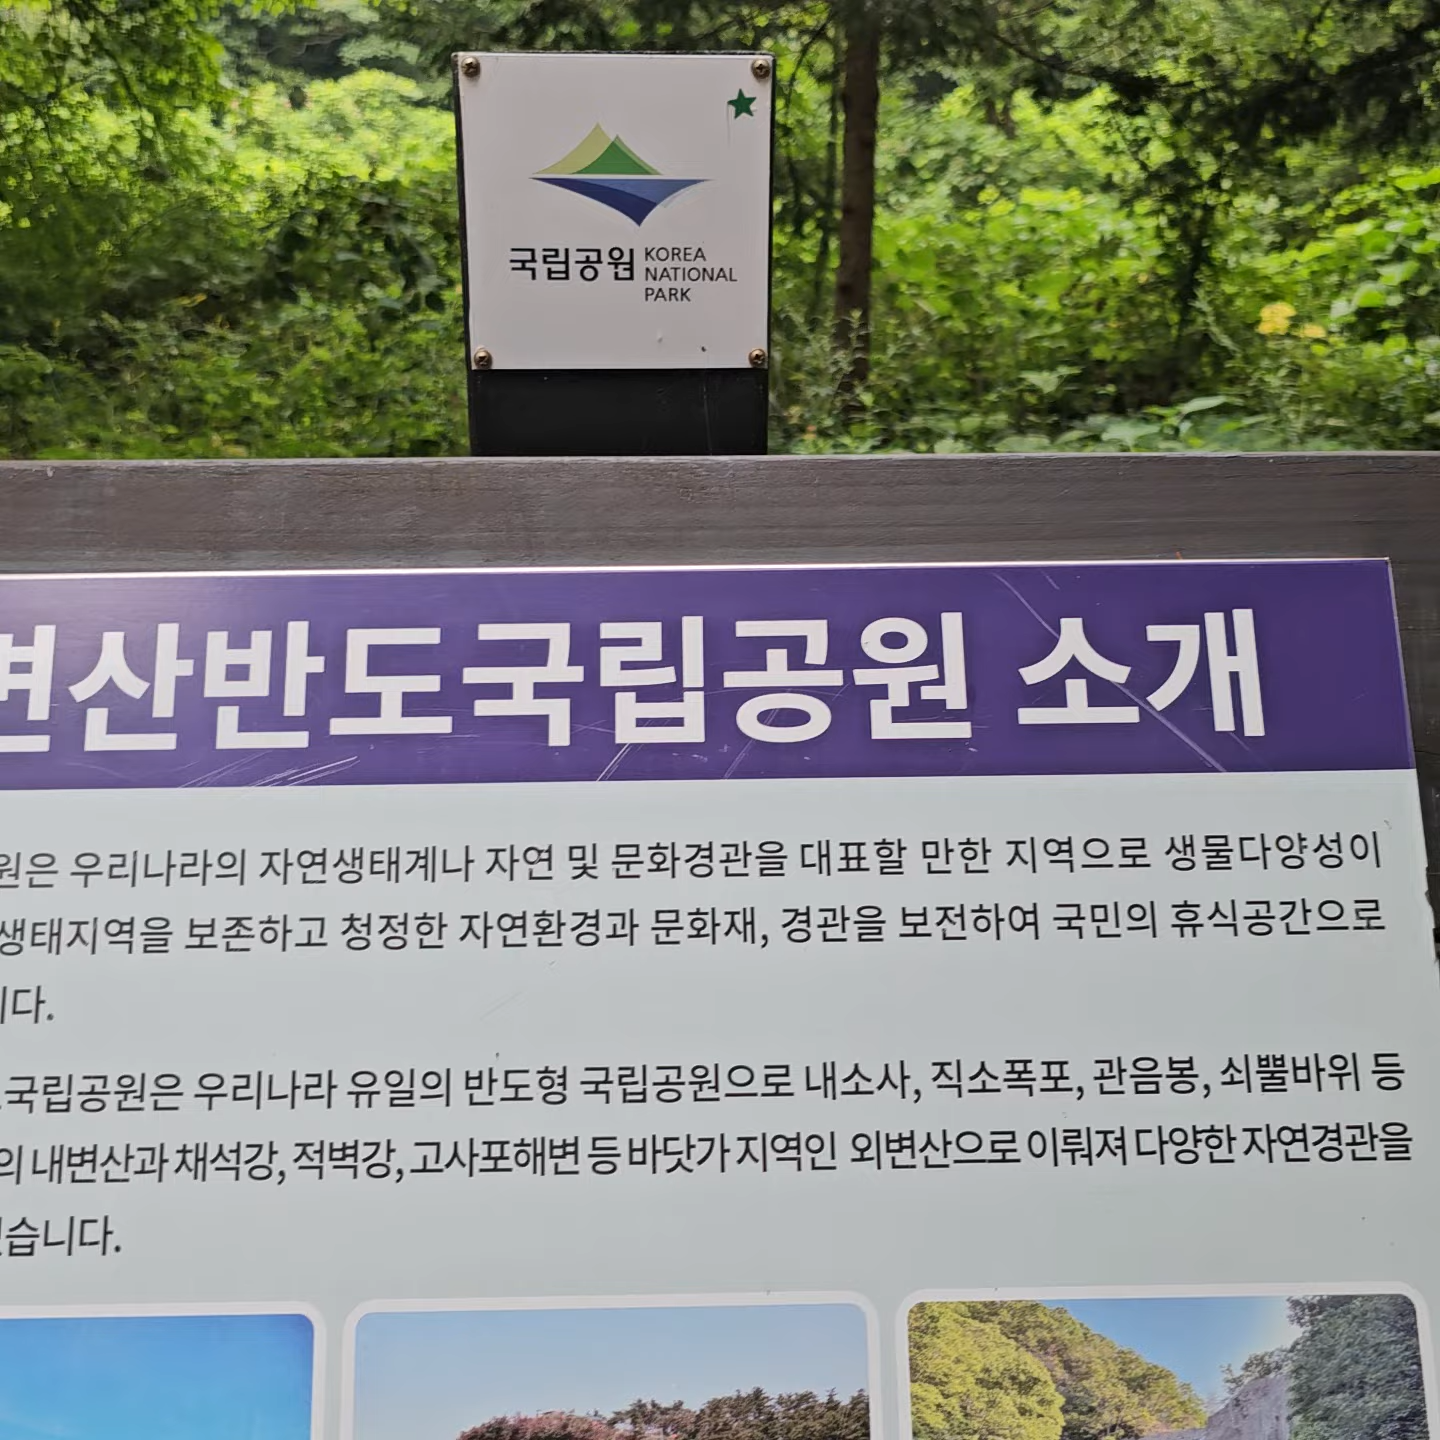 국립공원 KOREA
NATIONAL
PARK
변산반도국립공원 소개
원은 우리나라의 자연생태계나 자연 및 문화경관을 대표할 만한 지역으로 생물다양성이
생태지역을 보존하고 청정한 자연환경과 문화재, 경관을 보전하여 국민의 휴식공간으로
니다.
국립공원은 우리나라 유일의 반도형 국립공원으로 내소사, 직소폭포, 관음봉, 쇠뿔바위 등
의 내변산과 채석강, 적벽강, 고사포해변 등 바닷가 지역인 외변산으로 이뤄져 다양한 자연경관을
습니다.